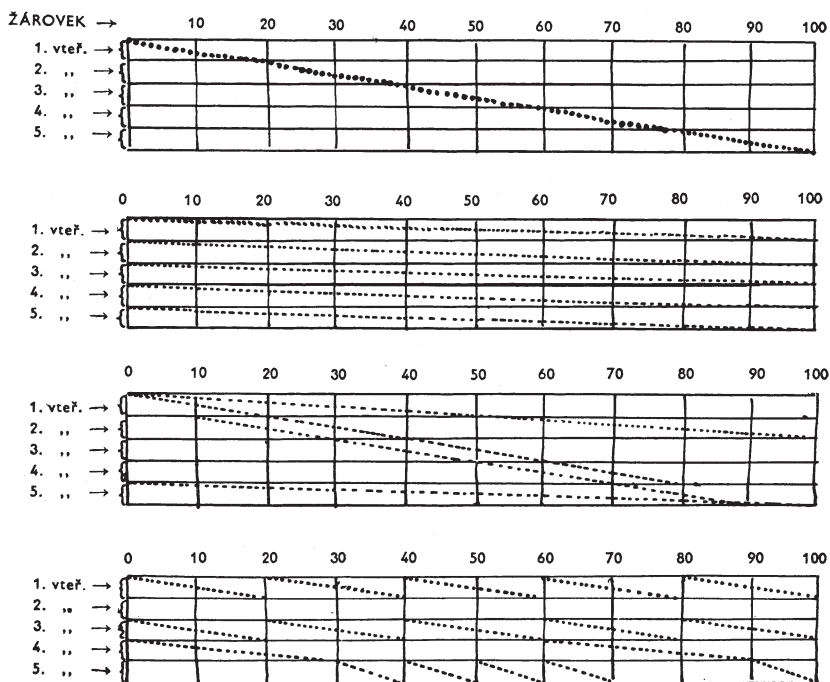 ŽÁROVEK → 10 20 30 40 50 60 70 80 90 100
1. vteř. →
2. ,, →
3. ,, →
4. ,, →
5. ,, →
0 10 20 30 40 50 60 70 80 90 100
1. vteř. →
2. ,, →
3. ,, →
4. ,, →
5. ,, →
0 10 20 30 40 50 60 70 80 90 100
1. vteř. →
2. ,, →
3. ,, →
4. ,, →
5. ,, →
0 10 20 30 40 50 60 70 80 90 100
1. vteř. →
2. ,, →
3. ,, →
4. ,, →
5. ,, →